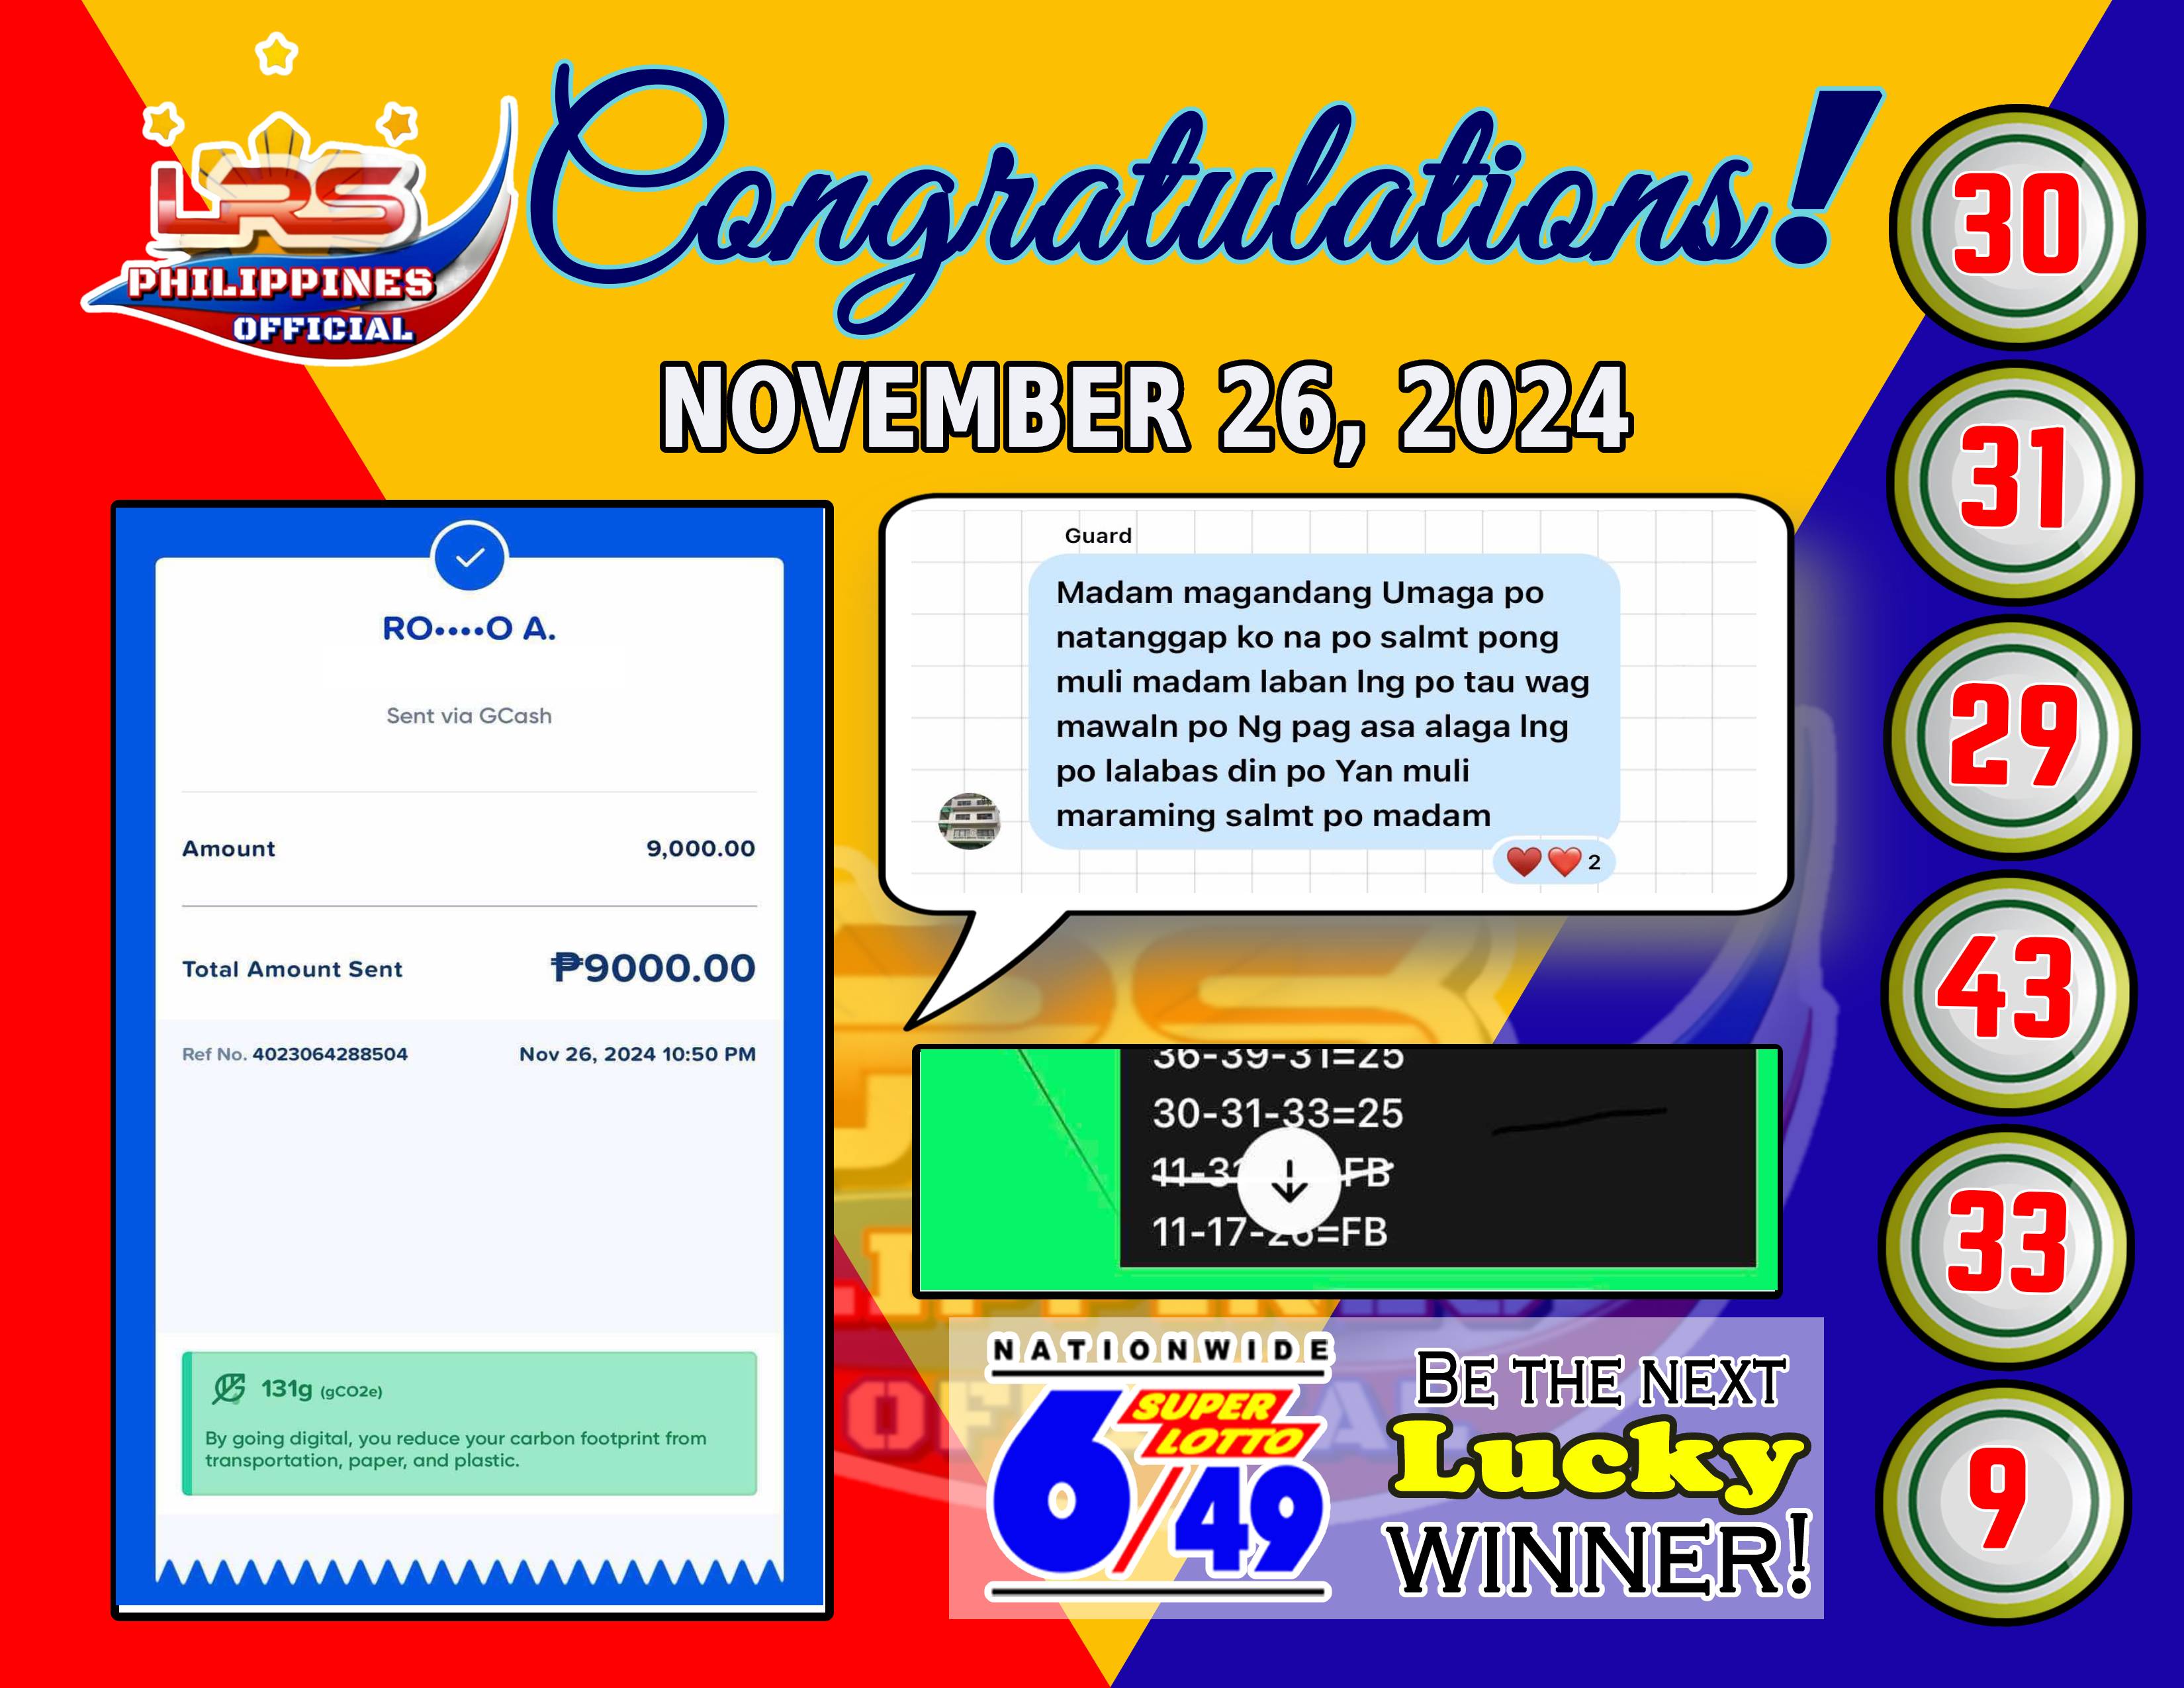 LRS
PHILIPPINES
OFFICIAL
Congratulations!
NOVEMBER 26, 2024
RO••••O A.
Sent via GCash
Amount 9,000.00
Total Amount Sent ₱9000.00
Ref No. 4023064288504 Nov 26, 2024 10:50 PM
131g (gCO2e)
By going digital, you reduce your carbon footprint from
transportation, paper, and plastic.
Guard
Madam magandang Umaga po
natanggap ko na po salmt pong
muli madam laban lng po tau wag
mawaln po Ng pag asa alaga lng
po lalabas din po Yan muli
maraming salmt po madam
2
36-39-31=25
30-31-33=25
11-3 FB
11-17-26=FB
NATIONWIDE
SUPER
LOTTO
6/49
BE THE NEXT
Lucky
WINNER!
30
31
29
43
33
9